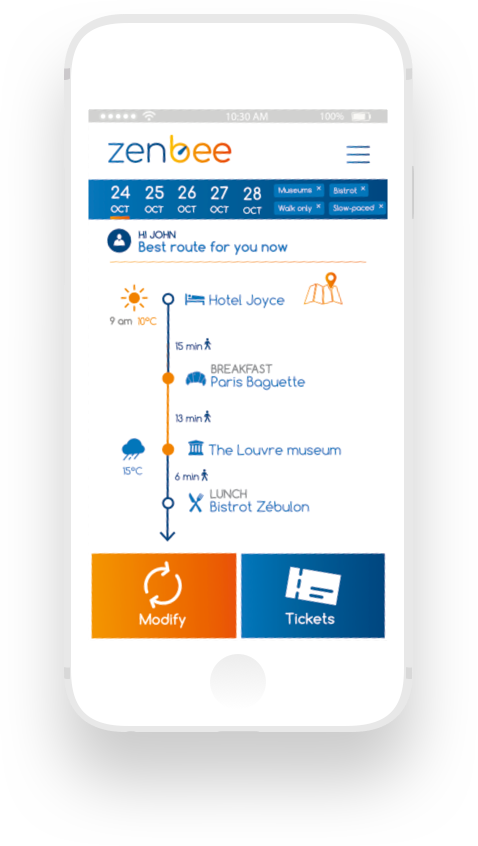 10:30 AM 100%
zenbee
24 25 26 27 28
OCT OCT OCT OCT OCT
Museums × Bistrot ×
Walk only × Slow-paced ×
HI JOHN
Best route for you now
Hotel Joyce
9 am 10°C
15 min
BREAKFAST
Paris Baguette
13 min
The Louvre museum
15°C
6 min
LUNCH
Bistrot Zébulon
Modify
Tickets